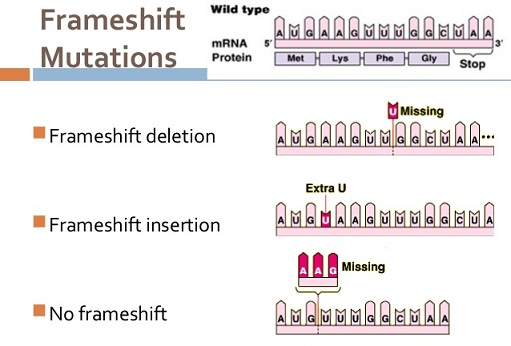 Frameshift
Mutations
Wild type
mRNA 5' A U G A A G U U U G G C U A A 3'
Protein Met Lys Phe Gly Stop
U Missing
Frameshift deletion
A U G A A G U U G G C U A A ...
Extra U
Frameshift insertion
A U G U A A G U U U G G C U A
A A G Missing
No frameshift
A U G U U U G G C U A A